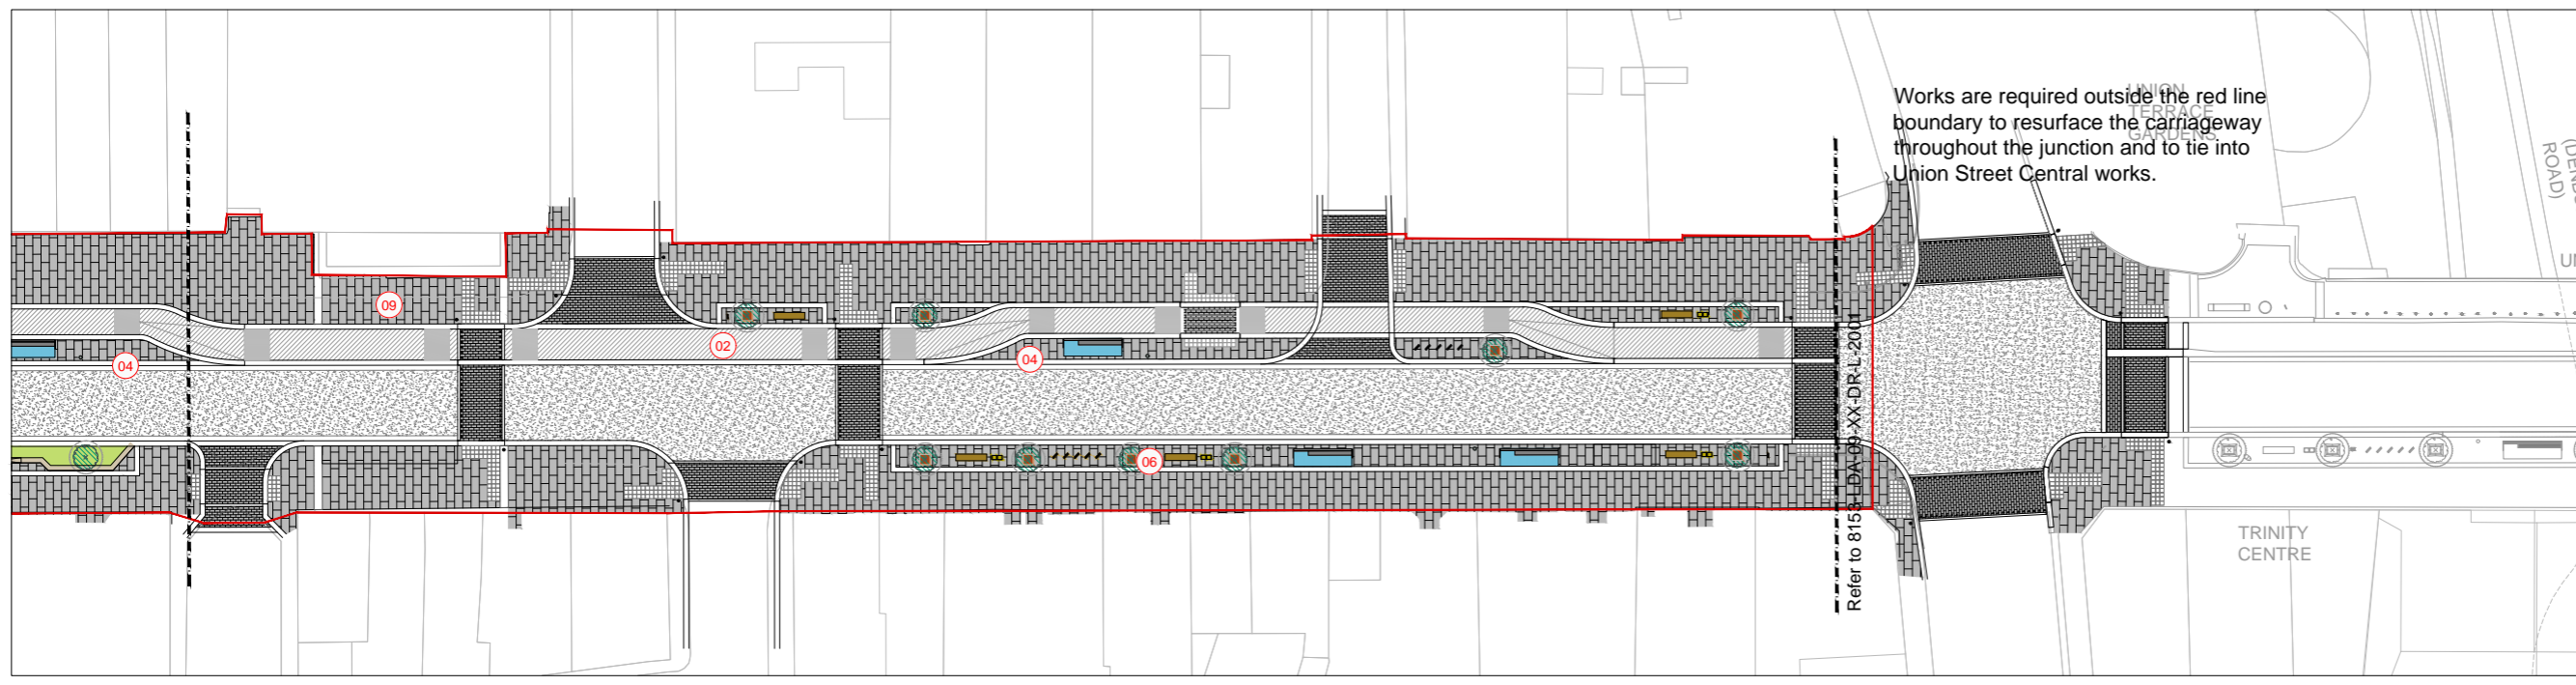 Works are required outside the red line
boundary to resurface the carriageway
throughout the junction and to tie into
Union Street Central works.
UNION
TERRACE
GARDENS
ROAD)
09
02
04
04
06
Refer to 8153-LDA-09-XX-DR-L-2001
TRINITY
CENTRE